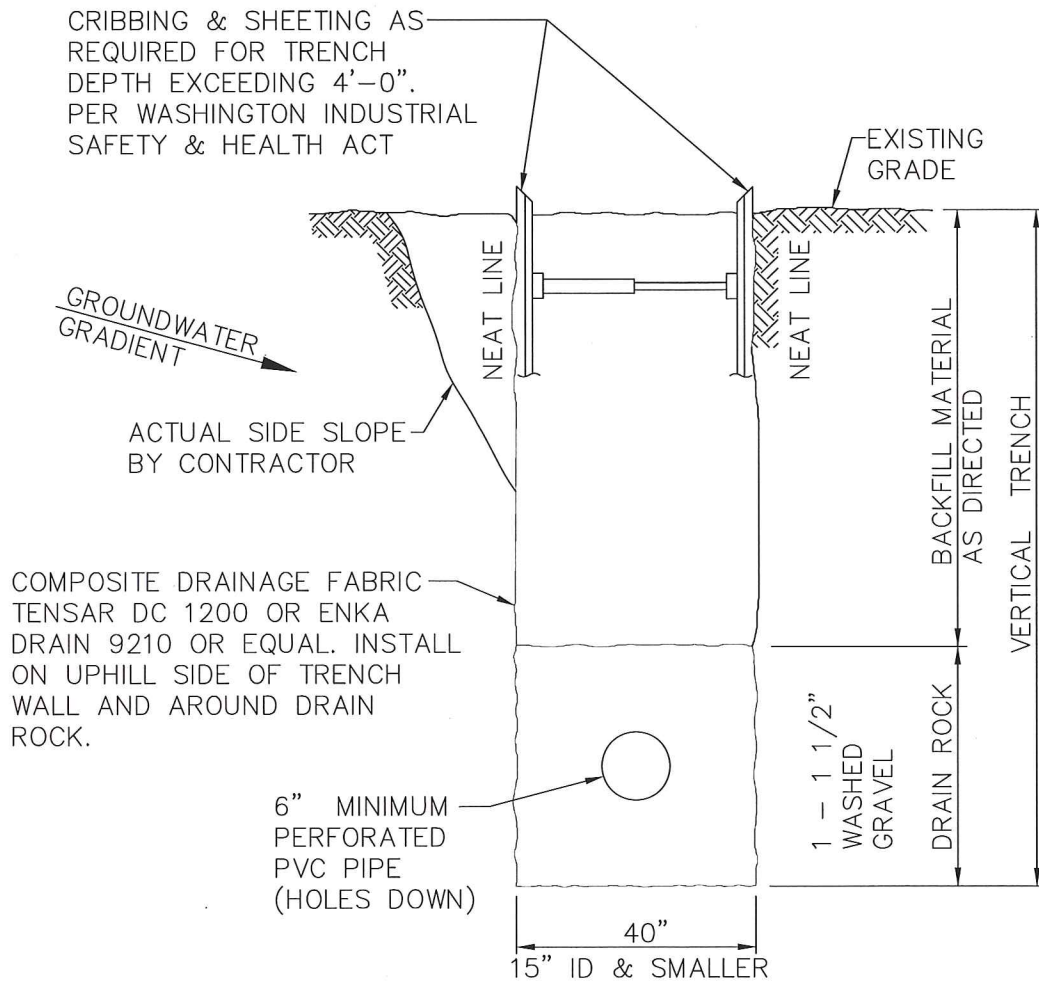 CRIBBING & SHEETING AS
REQUIRED FOR TRENCH
DEPTH EXCEEDING 4'-0".
PER WASHINGTON INDUSTRIAL
SAFETY & HEALTH ACT
EXISTING
GRADE
GROUNDWATER
GRADIENT
NEAT LINE
NEAT LINE
ACTUAL SIDE SLOPE
BY CONTRACTOR
BACKFILL MATERIAL
AS DIRECTED
VERTICAL TRENCH
COMPOSITE DRAINAGE FABRIC
TENSAR DC 1200 OR ENKA
DRAIN 9210 OR EQUAL. INSTALL
ON UPHILL SIDE OF TRENCH
WALL AND AROUND DRAIN
ROCK.
6" MINIMUM
PERFORATED
PVC PIPE
(HOLES DOWN)
1 - 1 1/2"
WASHED
GRAVEL
DRAIN ROCK
40"
15" ID & SMALLER